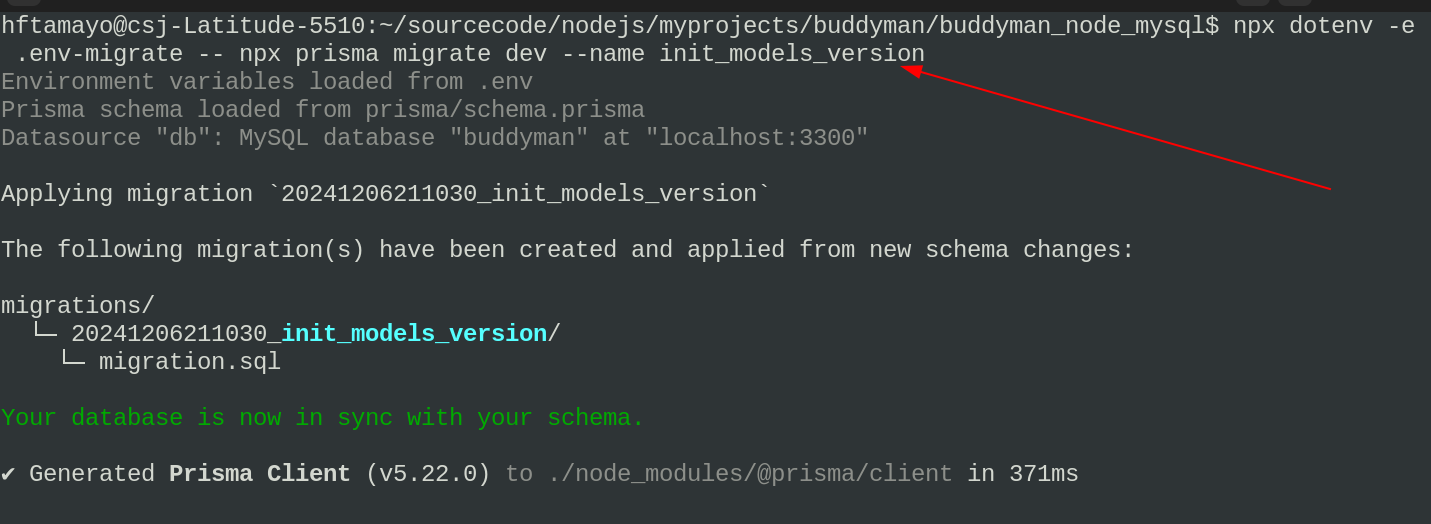 hftamayo@csj-Latitude-5510:~/sourcecode/nodejs/myprojects/buddyman/buddyman_node_mysql$ npx dotenv -e
.env-migrate -- npx prisma migrate dev --name init_models_version
Environment variables loaded from .env
Prisma schema loaded from prisma/schema.prisma
Datasource "db": MySQL database "buddyman" at "localhost:3300"
Applying migration `20241206211030_init_models_version`
The following migration(s) have been created and applied from new schema changes:
migrations/
└─ 20241206211030_init_models_version/
└─ migration.sql
Your database is now in sync with your schema.
✔ Generated Prisma Client (v5.22.0) to ./node_modules/@prisma/client in 371ms